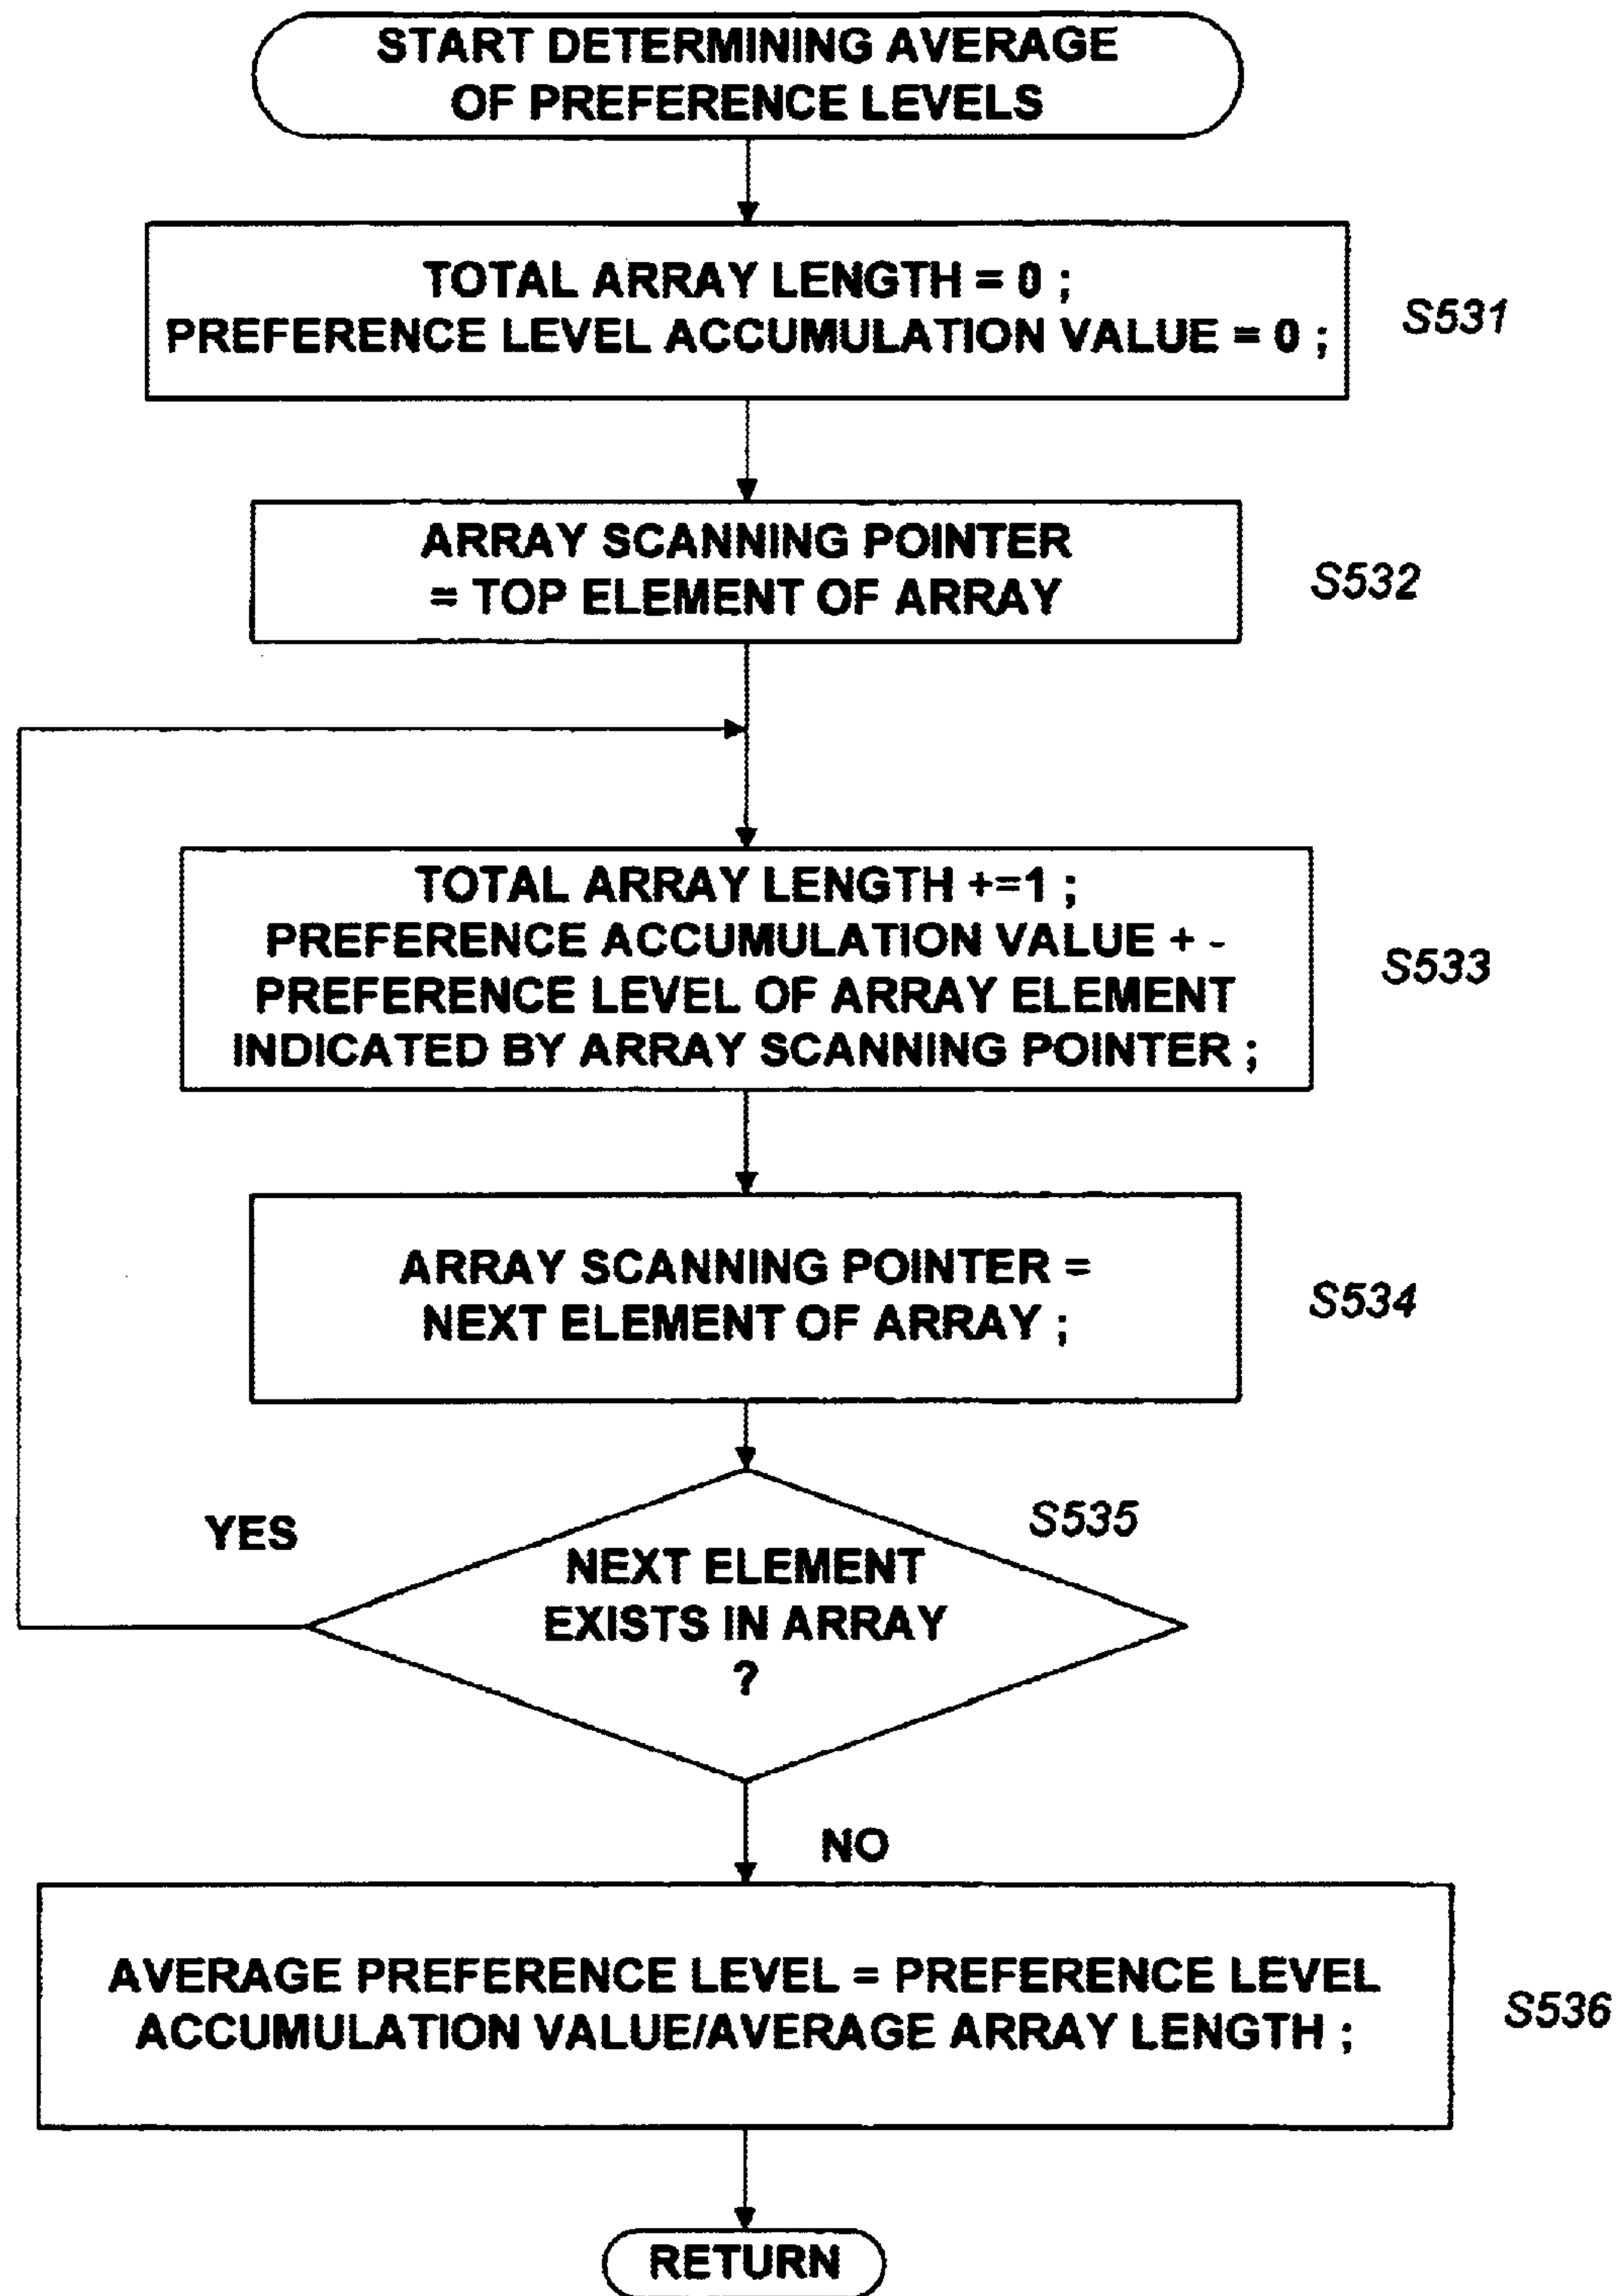 START DETERMINING AVERAGE
OF PREFERENCE LEVELS
TOTAL ARRAY LENGTH = 0 ;
PREFERENCE LEVEL ACCUMULATION VALUE = 0 ;
S531
ARRAY SCANNING POINTER
= TOP ELEMENT OF ARRAY
S532
TOTAL ARRAY LENGTH +=1 ;
PREFERENCE ACCUMULATION VALUE + -
PREFERENCE LEVEL OF ARRAY ELEMENT
INDICATED BY ARRAY SCANNING POINTER ;
S533
ARRAY SCANNING POINTER =
NEXT ELEMENT OF ARRAY ;
S534
YES
S535
NEXT ELEMENT
EXISTS IN ARRAY
?
NO
AVERAGE PREFERENCE LEVEL = PREFERENCE LEVEL
ACCUMULATION VALUE/AVERAGE ARRAY LENGTH ;
S536
RETURN